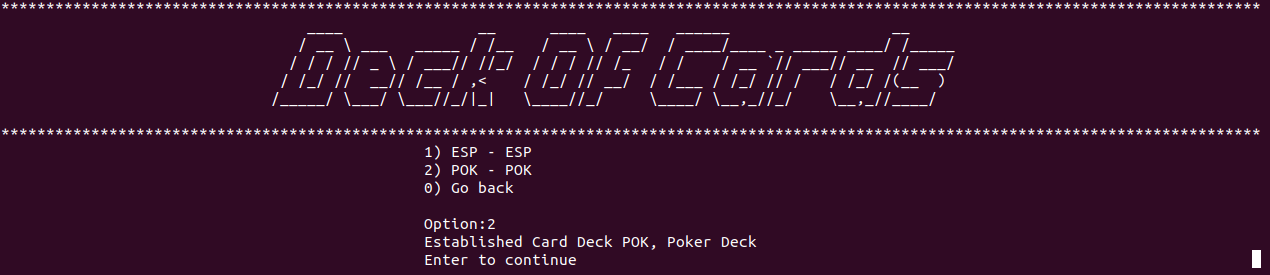 Deck Of Cards
1) ESP - ESP
2) POK - POK
0) Go back
Option:2
Established Card Deck POK, Poker Deck
Enter to continue